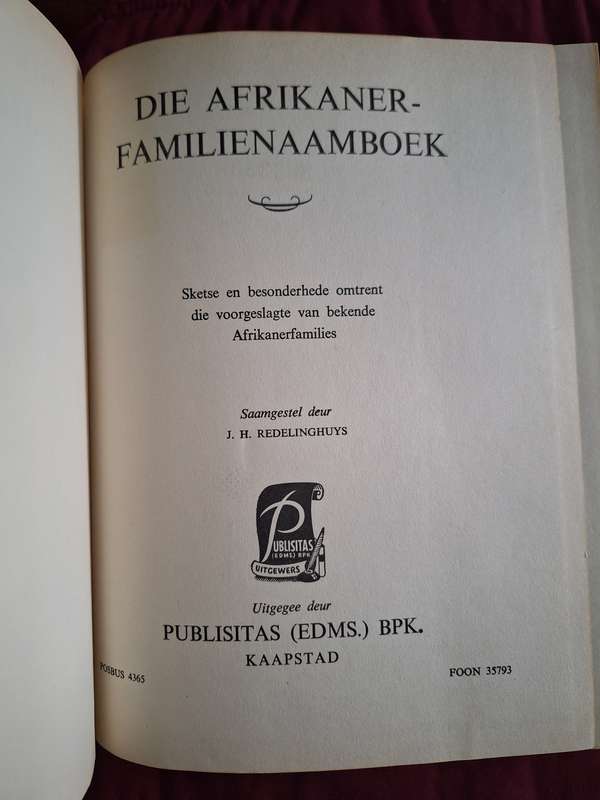 DIE AFRIKANER-
FAMILIENAAMBOEK
Sketse en besonderhede omtrent
die voorgeslagte van bekende
Afrikanerfamilies
Saamgestel deur
J. H. REDELINGHUYS
PUBLISITAS
(EDMS) BPK
UITGEWERS
Uitgegee deur
PUBLISITAS (EDMS.) BPK.
KAAPSTAD
POSBUS 4365
FOON 35793